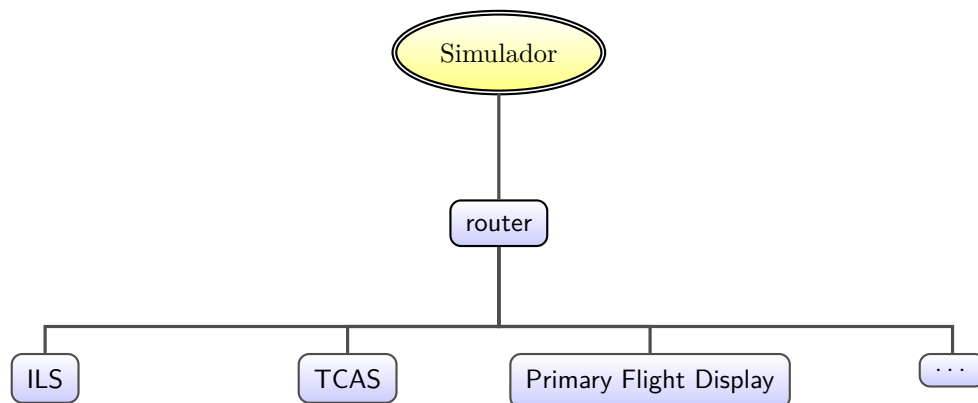 Simulador
router
ILS
TCAS
Primary Flight Display
...